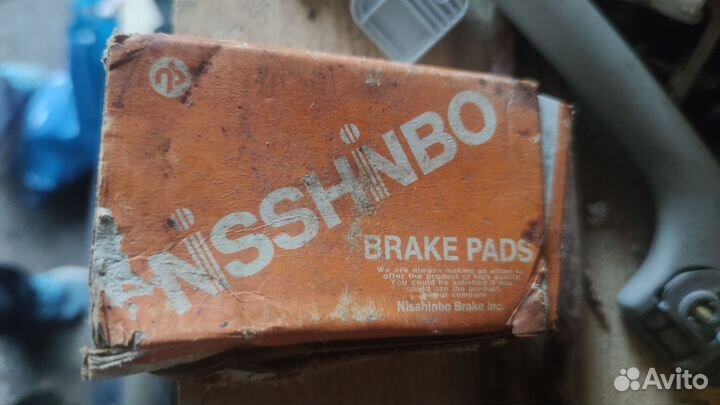 NISSHINBO
BRAKE PADS
We are always making an effort to
offer the product of high quality.
You could be satisfied if you
could use the product
our company.
Nisshinbo Brake Inc.
Avito